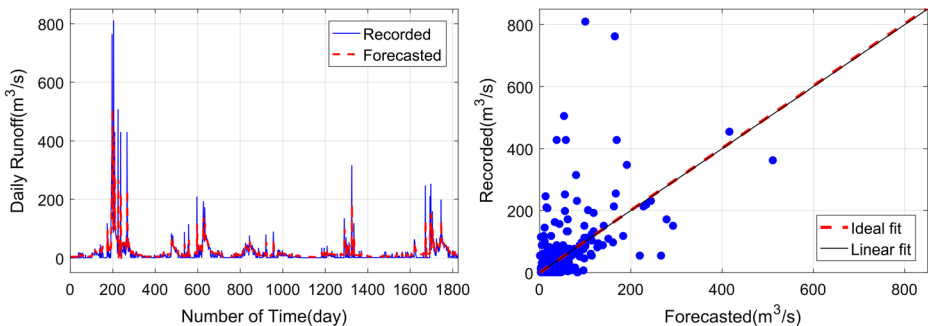 Daily Runoff(m³/s)
800
600
400
200
0
Recorded
Forecasted
0 200 400 600 800 1000 1200 1400 1600 1800
Number of Time(day)
Recorded(m³/s)
800
600
400
200
0
Ideal fit
Linear fit
0 200 400 600 800
Forecasted(m³/s)